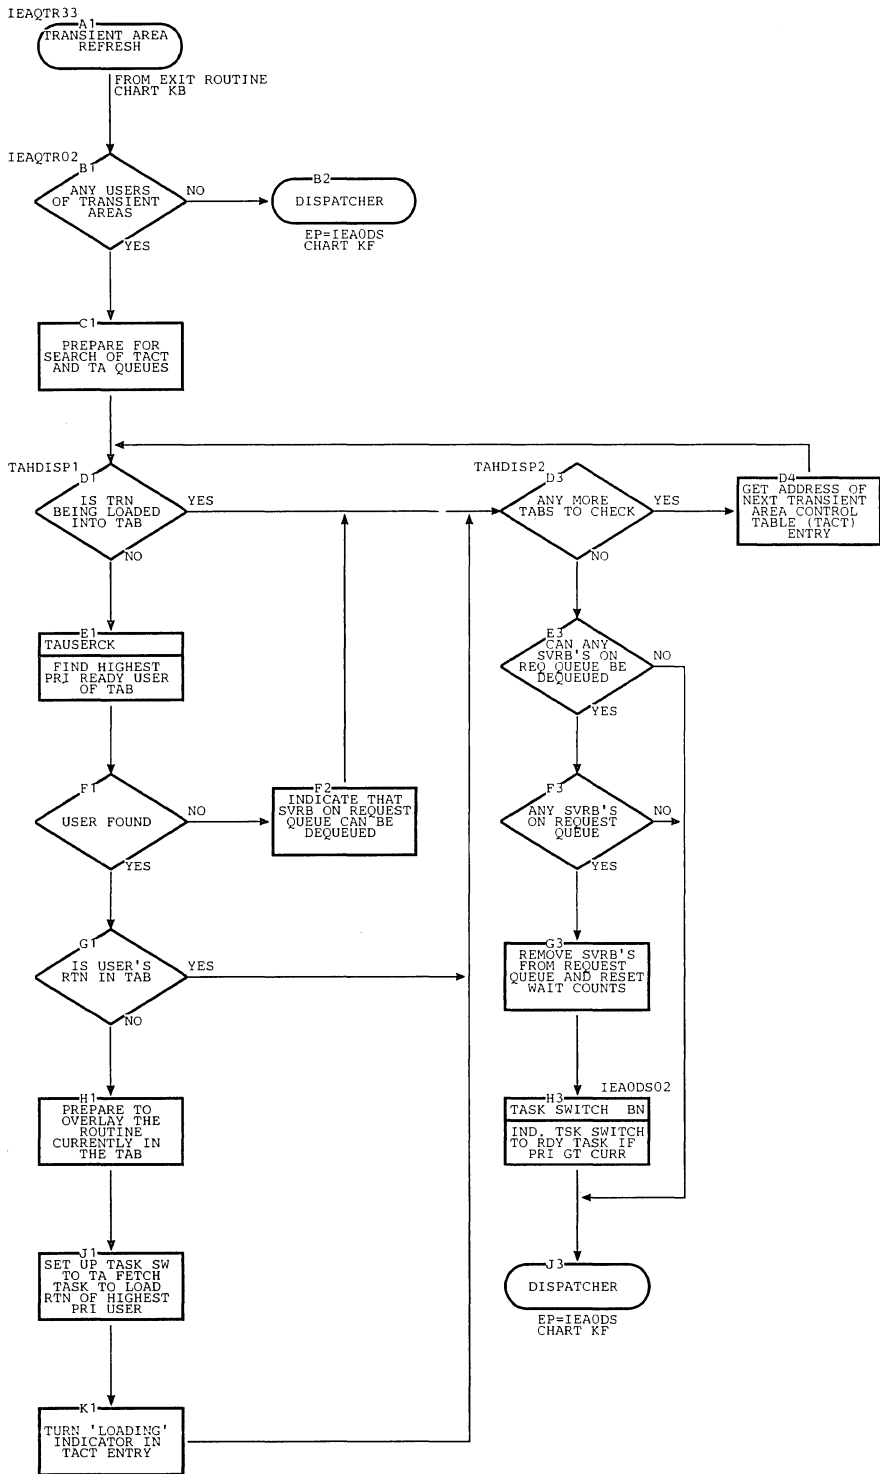 IEAQTR33
A1
TRANSIENT AREA
REFRESH
FROM EXIT ROUTINE
CHART KB
IEAQTR02
B1
ANY USERS
OF TRANSIENT
AREAS
NO
YES
B2
DISPATCHER
EP=IEA0DS
CHART KF
C1
PREPARE FOR
SEARCH OF TACT
AND TA QUEUES
TAHDISP1
D1
IS TRN
BEING LOADED
INTO TAB
YES
NO
TAHDISP2
D3
ANY MORE
TABS TO CHECK
YES
NO
D4
GET ADDRESS OF
NEXT TRANSIENT
AREA CONTROL
TABLE (TACT)
ENTRY
E1
TAUSERCK
FIND HIGHEST
PRI READY USER
OF TAB
E3
CAN ANY
SVRB'S ON
REQ QUEUE BE
DEQUEUED
NO
YES
F1
USER FOUND
NO
YES
F2
INDICATE THAT
SVRB ON REQUEST
QUEUE CAN BE
DEQUEUED
F3
ANY SVRB'S
ON REQUEST
QUEUE
NO
YES
G1
IS USER'S
RTN IN TAB
YES
NO
G3
REMOVE SVRB'S
FROM REQUEST
QUEUE AND RESET
WAIT COUNTS
H1
PREPARE TO
OVERLAY THE
ROUTINE
CURRENTLY IN
THE TAB
IEA0DS02
H3
TASK SWITCH BN
IND. TSK SWITCH
TO RDY TASK IF
PRI GT CURR
J1
SET UP TASK SW
TO TA FETCH
TASK TO LOAD
RTN OF HIGHEST
PRI USER
J3
DISPATCHER
EP=IEA0DS
CHART KF
K1
TURN 'LOADING'
INDICATOR IN
TACT ENTRY